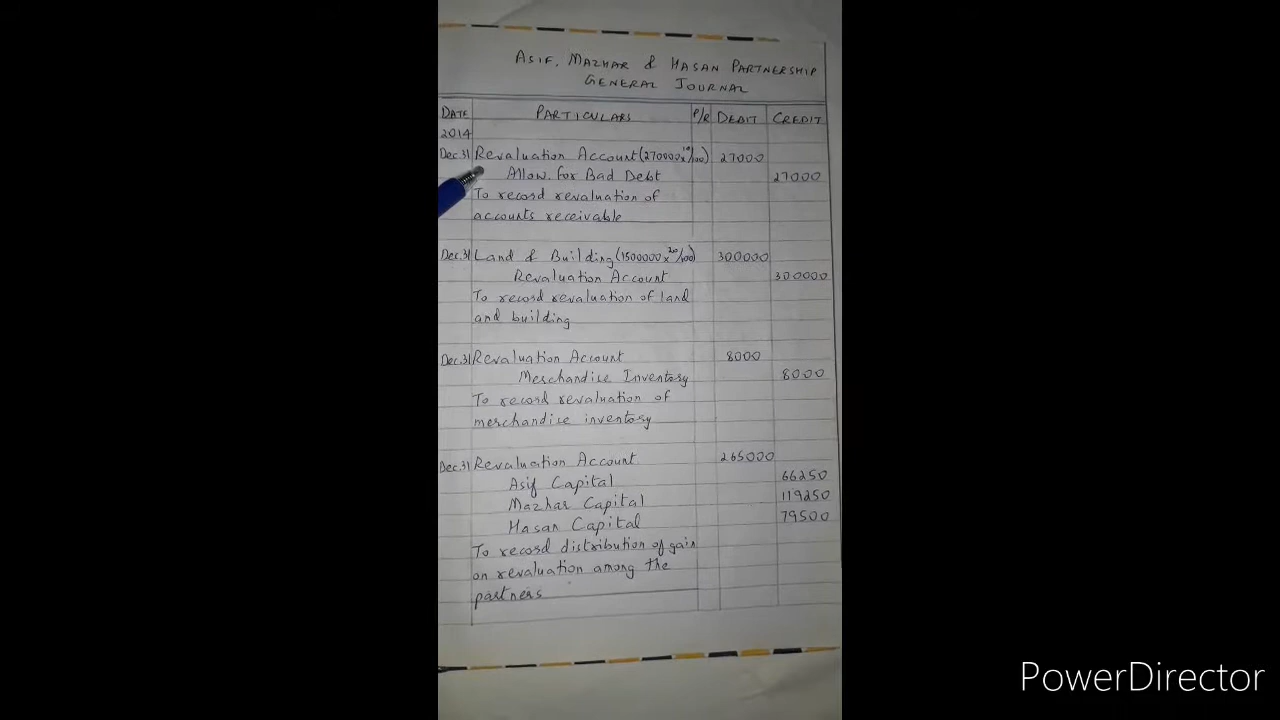 ASIF, MAZHAR & HASAN PARTNERSHIP
GENERAL JOURNAL
DATE PARTICULARS P/R DEBIT CREDIT
2014
Dec.31 Revaluation Account (270000x10/100) 27000
Allow. for Bad Debt 27000
To record revaluation of
accounts receivable
Dec.31 Land & Building (1500000x20/100) 300000
Revaluation Account 300000
To record revaluation of land
and building
Dec.31 Revaluation Account 8000
Merchandice Inventory 8000
To record revaluation of
merchandice inventory
Dec.31 Revaluation Account 265000
Asif Capital 66250
Mazhar Capital 119250
Hasan Capital 79500
To record distribution of gain
on revaluation among the
partners
PowerDirector